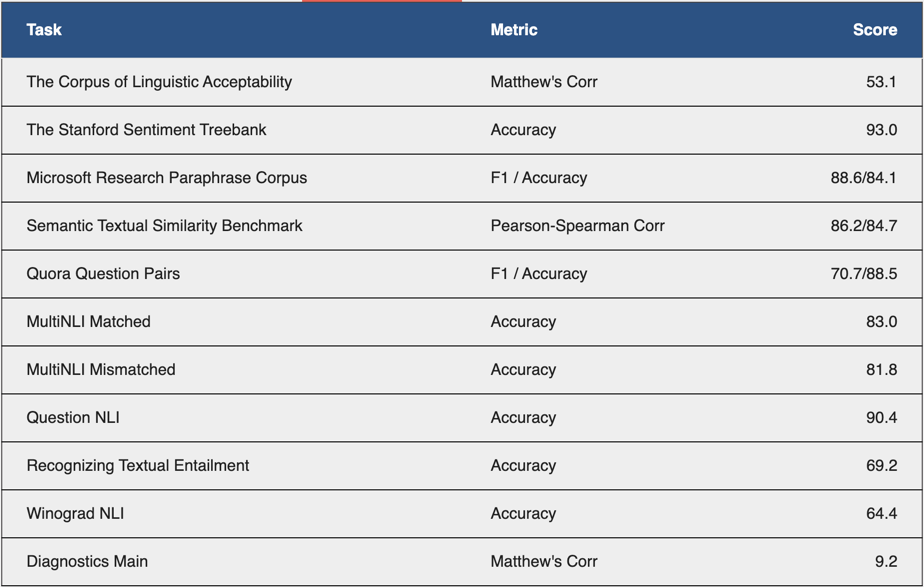 Task Metric Score
The Corpus of Linguistic Acceptability Matthew's Corr 53.1
The Stanford Sentiment Treebank Accuracy 93.0
Microsoft Research Paraphrase Corpus F1 / Accuracy 88.6/84.1
Semantic Textual Similarity Benchmark Pearson-Spearman Corr 86.2/84.7
Quora Question Pairs F1 / Accuracy 70.7/88.5
MultiNLI Matched Accuracy 83.0
MultiNLI Mismatched Accuracy 81.8
Question NLI Accuracy 90.4
Recognizing Textual Entailment Accuracy 69.2
Winograd NLI Accuracy 64.4
Diagnostics Main Matthew's Corr 9.2